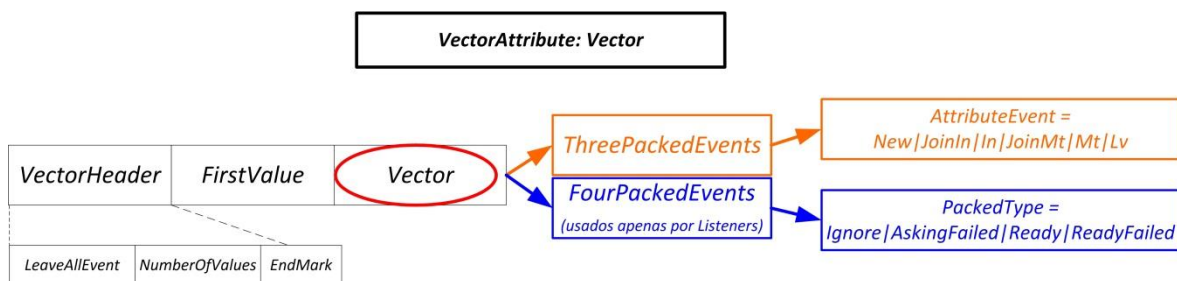 VectorAttribute: Vector
VectorHeader
FirstValue
Vector
ThreePackedEvents
FourPackedEvents
(usados apenas por Listeners)
AttributeEvent =
New|JoinIn|In|JoinMt|Mt|Lv
PackedType =
Ignore|AskingFailed|Ready|ReadyFailed
LeaveAllEvent
NumberOfValues
EndMark